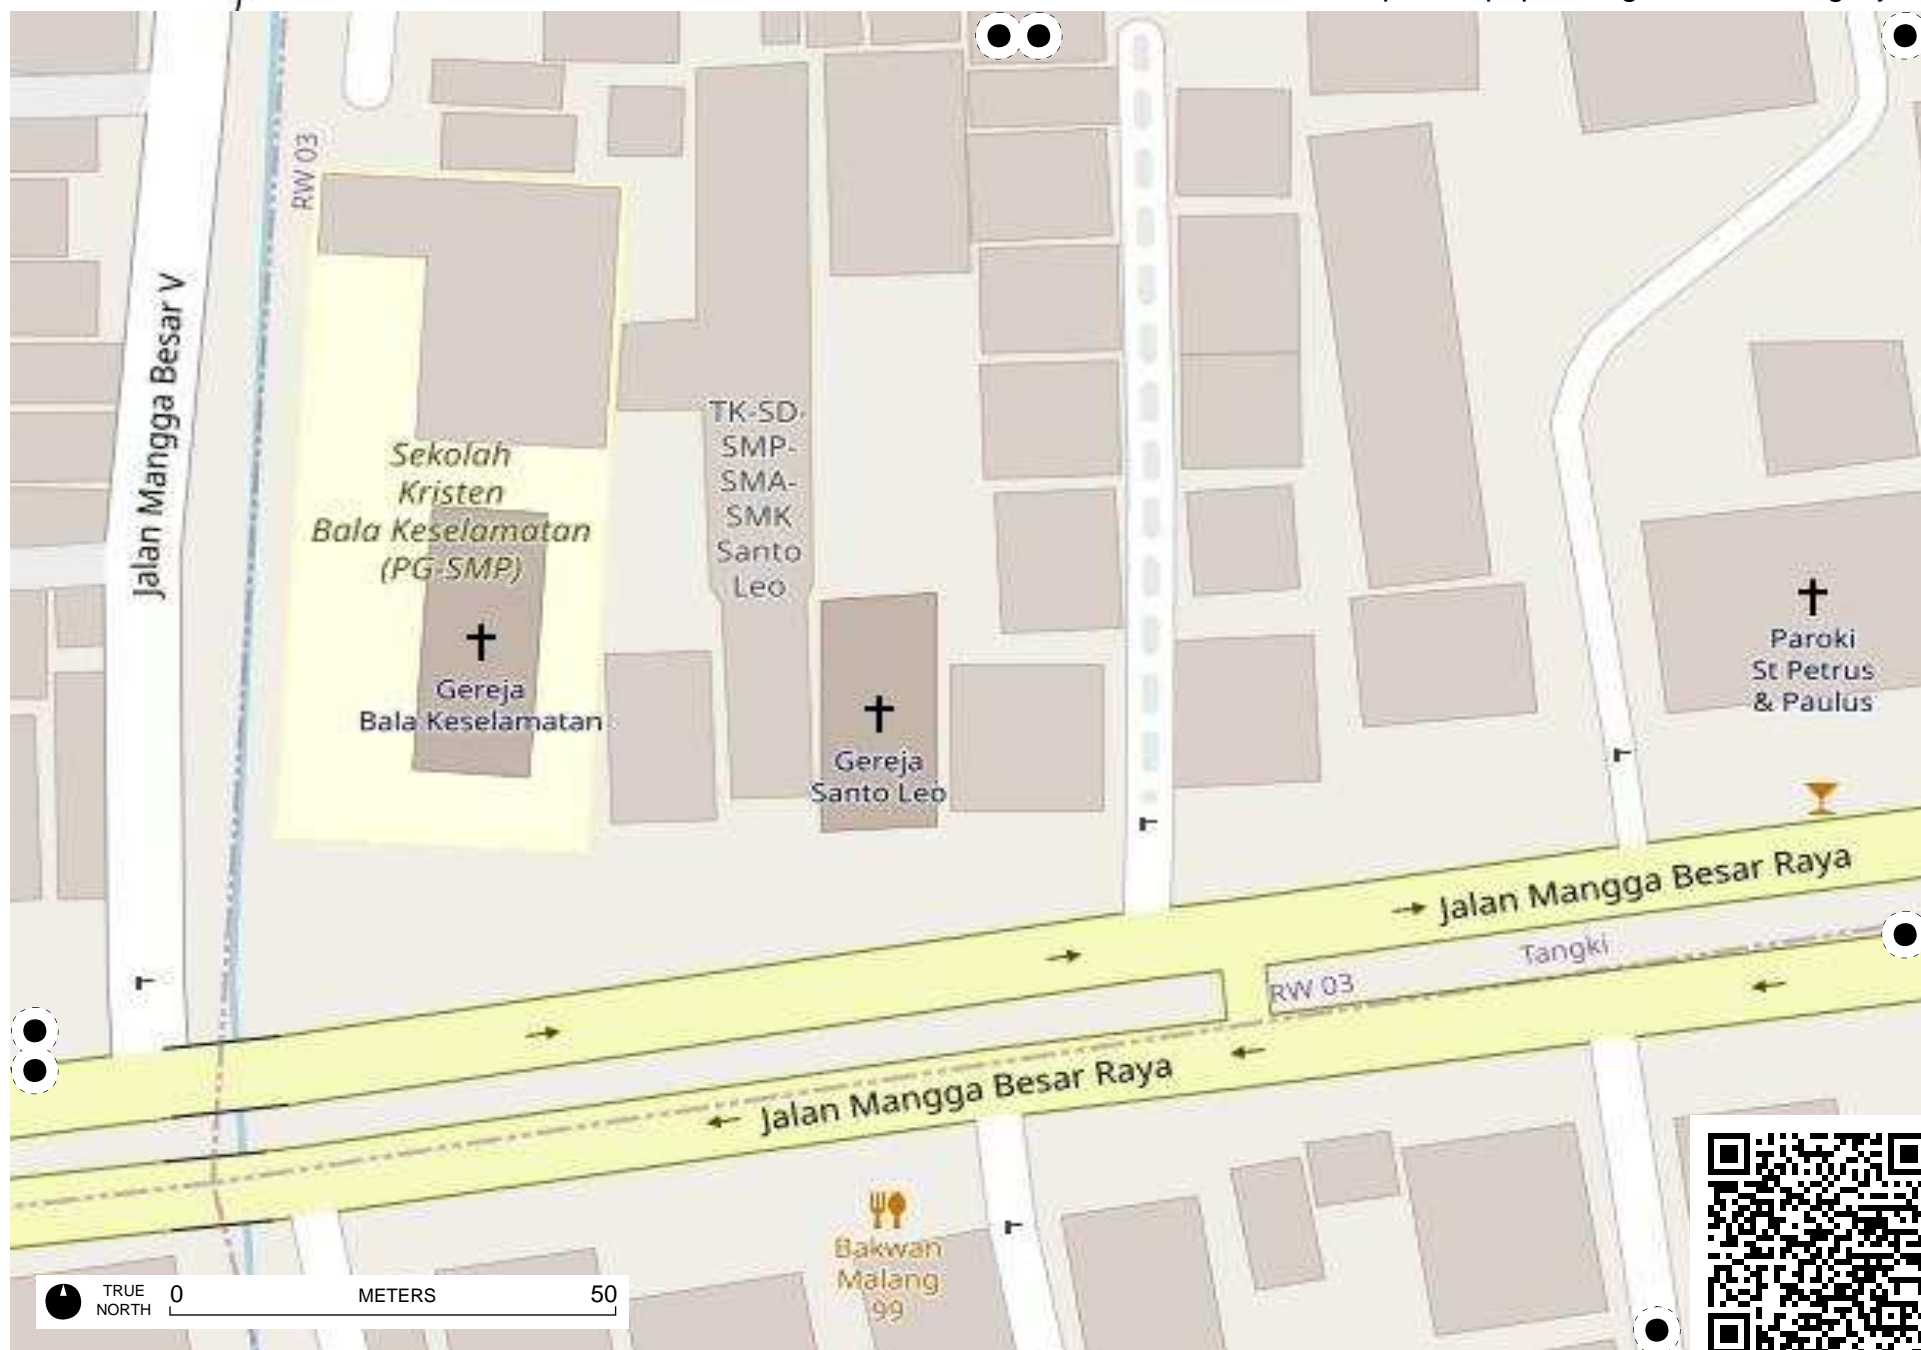 RW 03
Jalan Mangga Besar V
TK-SD-
SMP-
SMA-
SMK
Santo
Leo
Sekolah
Kristen
Bala Keselamatan
(PG-SMP)
Gereja
Bala Keselamatan
Gereja
Santo Leo
Paroki
St Petrus
& Paulus
Jalan Mangga Besar Raya
Tangki
RW 03
Jalan Mangga Besar Raya
Bakwan
Malang
99
TRUE
NORTH
0 METERS 50